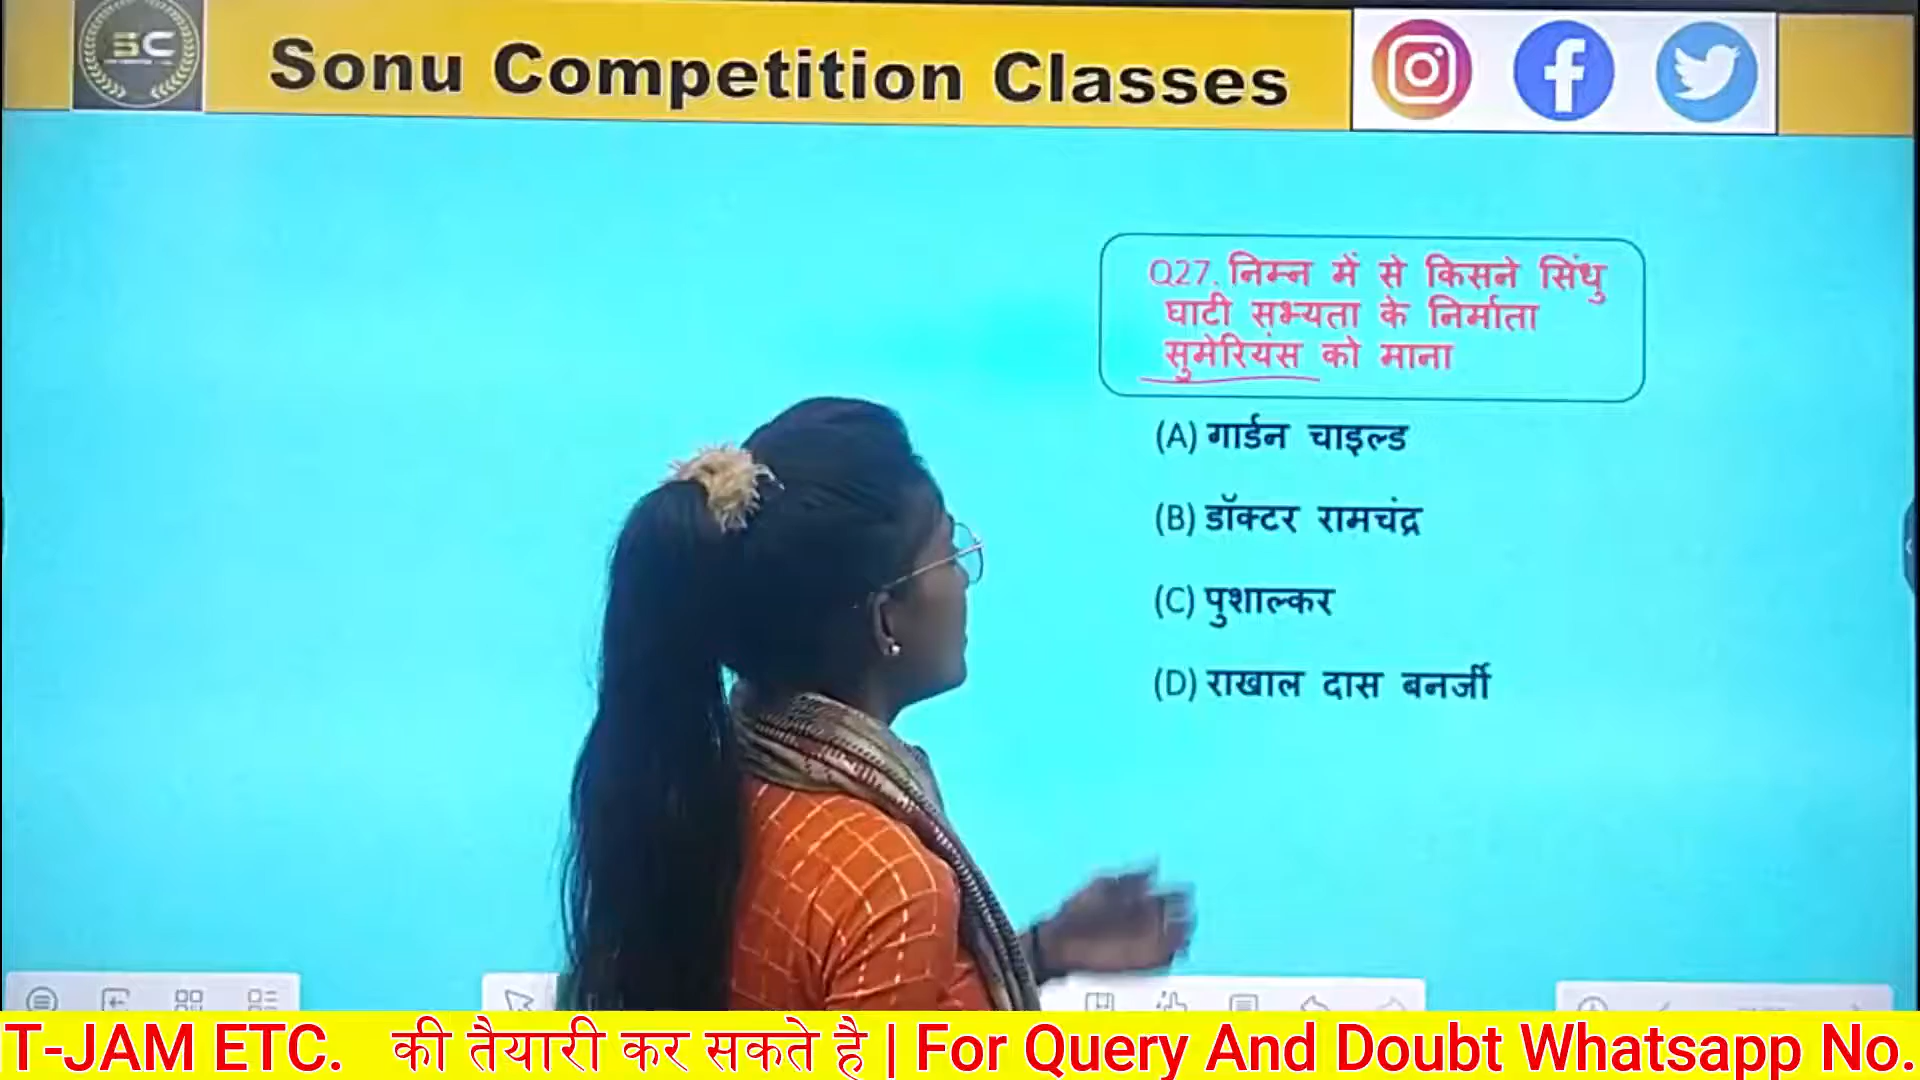 SC
Sonu Competition Classes
Q27. निम्न में से किसने सिंधु
घाटी सभ्यता के निर्माता
सुमेरियंस को माना
(A) गार्डन चाइल्ड
(B) डॉक्टर रामचंद्र
(C) पुशाल्कर
(D) राखाल दास बनर्जी
T-JAM ETC. की तैयारी कर सकते है | For Query And Doubt Whatsapp No.